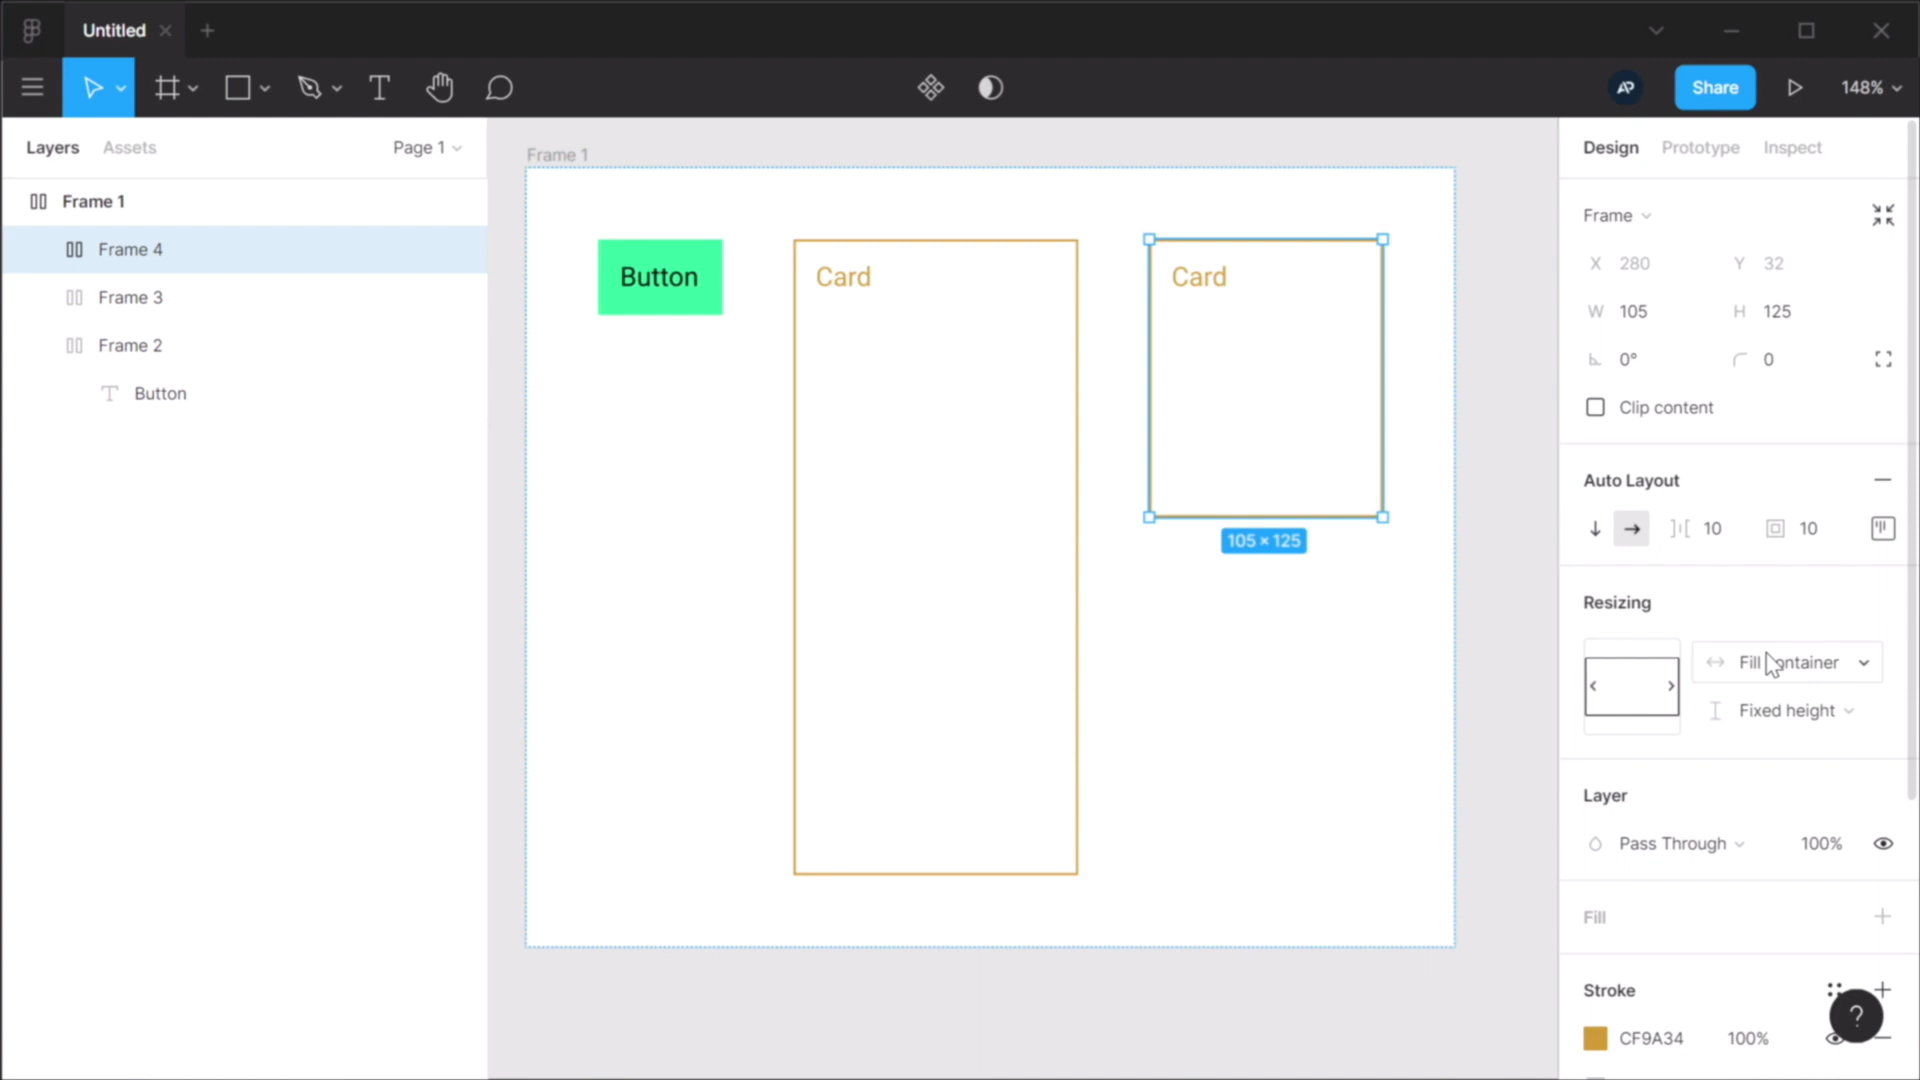 Untitled
AP
Share
148%
Layers
Assets
Page 1
Frame 1
Frame 4
Frame 3
Frame 2
Button
Frame 1
Button
Card
Card
105 × 125
Design
Prototype
Inspect
Frame
X 280
Y 32
W 105
H 125
0°
0
Clip content
Auto Layout
10
10
Resizing
Fill container
Fixed height
Layer
Pass Through
100%
Fill
Stroke
CF9A34
100%
?